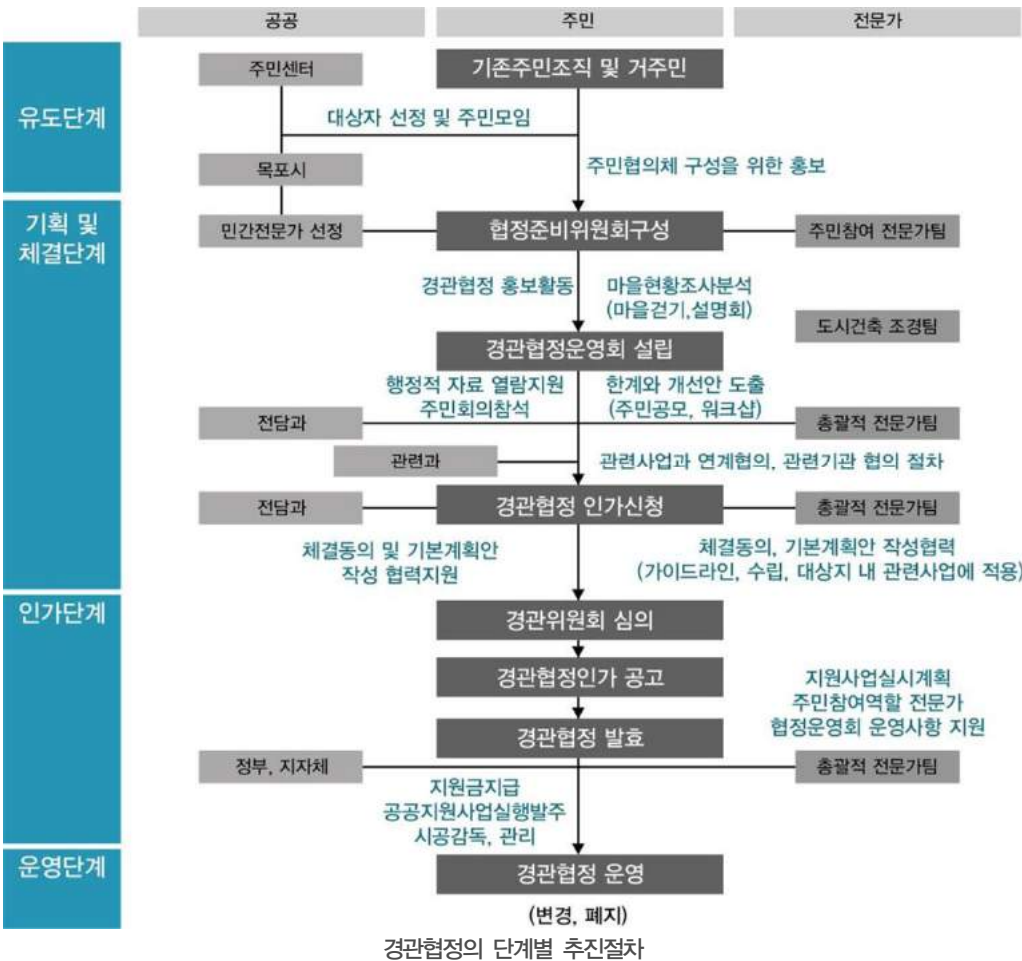 공공
주민
전문가
유도단계
주민센터
기존주민조직 및 거주민
대상자 선정 및 주민모임
목포시
주민협의체 구성을 위한 홍보
기획 및
체결단계
민간전문가 선정
협정준비위원회구성
주민참여 전문가팀
경관협정 홍보활동
마을현황조사분석
(마을걷기,설명회)
도시건축 조경팀
경관협정운영회 설립
행정적 자료 열람지원
주민회의참석
한계와 개선안 도출
(주민공모, 워크샵)
전담과
총괄적 전문가팀
관련과
관련사업과 연계협의, 관련기관 협의 절차
전담과
경관협정 인가신청
총괄적 전문가팀
체결동의 및 기본계획안
작성 협력지원
체결동의, 기본계획안 작성협력
(가이드라인, 수립, 대상지 내 관련사업에 적용)
인가단계
경관위원회 심의
경관협정인가 공고
지원사업실시계획
주민참여역할 전문가
협정운영회 운영사항 지원
경관협정 발효
정부, 지자체
총괄적 전문가팀
지원금지급
공공지원사업실행발주
시공감독, 관리
운영단계
경관협정 운영
(변경, 폐지)
경관협정의 단계별 추진절차